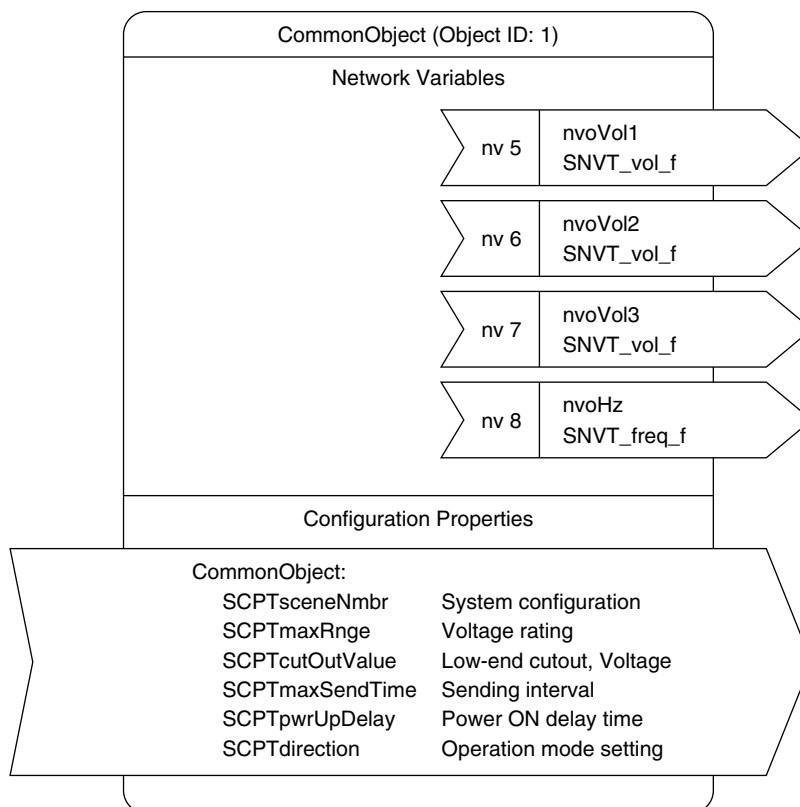 CommonObject (Object ID: 1)
Network Variables
nv 5 nvoVol1
SNVT_vol_f
nv 6 nvoVol2
SNVT_vol_f
nv 7 nvoVol3
SNVT_vol_f
nv 8 nvoHz
SNVT_freq_f
Configuration Properties
CommonObject:
SCPTsceneNmbr System configuration
SCPTmaxRnge Voltage rating
SCPTcutOutValue Low-end cutout, Voltage
SCPTmaxSendTime Sending interval
SCPTpwrUpDelay Power ON delay time
SCPTdirection Operation mode setting